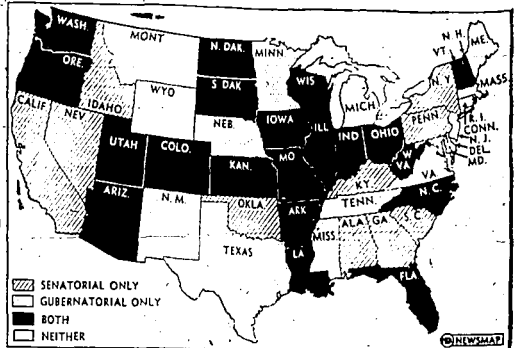 WASH.
MONT
N. DAK.
MINN
N. H.
VT.
ME.
ORE.
IDAHO
WYO
S DAK
WIS
MICH
N. Y.
MASS.
R. I.
CONN.
N. J.
DEL.
MD.
CALIF
NEV
UTAH
COLO.
NEB.
IOWA
ILL
IND
OHIO
PENN.
W VA
VA
KAN.
MO
KY
N. C.
ARIZ.
N. M.
OKLA.
ARK
TENN.
S. C.
TEXAS
LA
MISS
ALA
GA
FLA
SENATORIAL ONLY
GUBERNATORIAL ONLY
BOTH
NEITHER
NEWSMAP